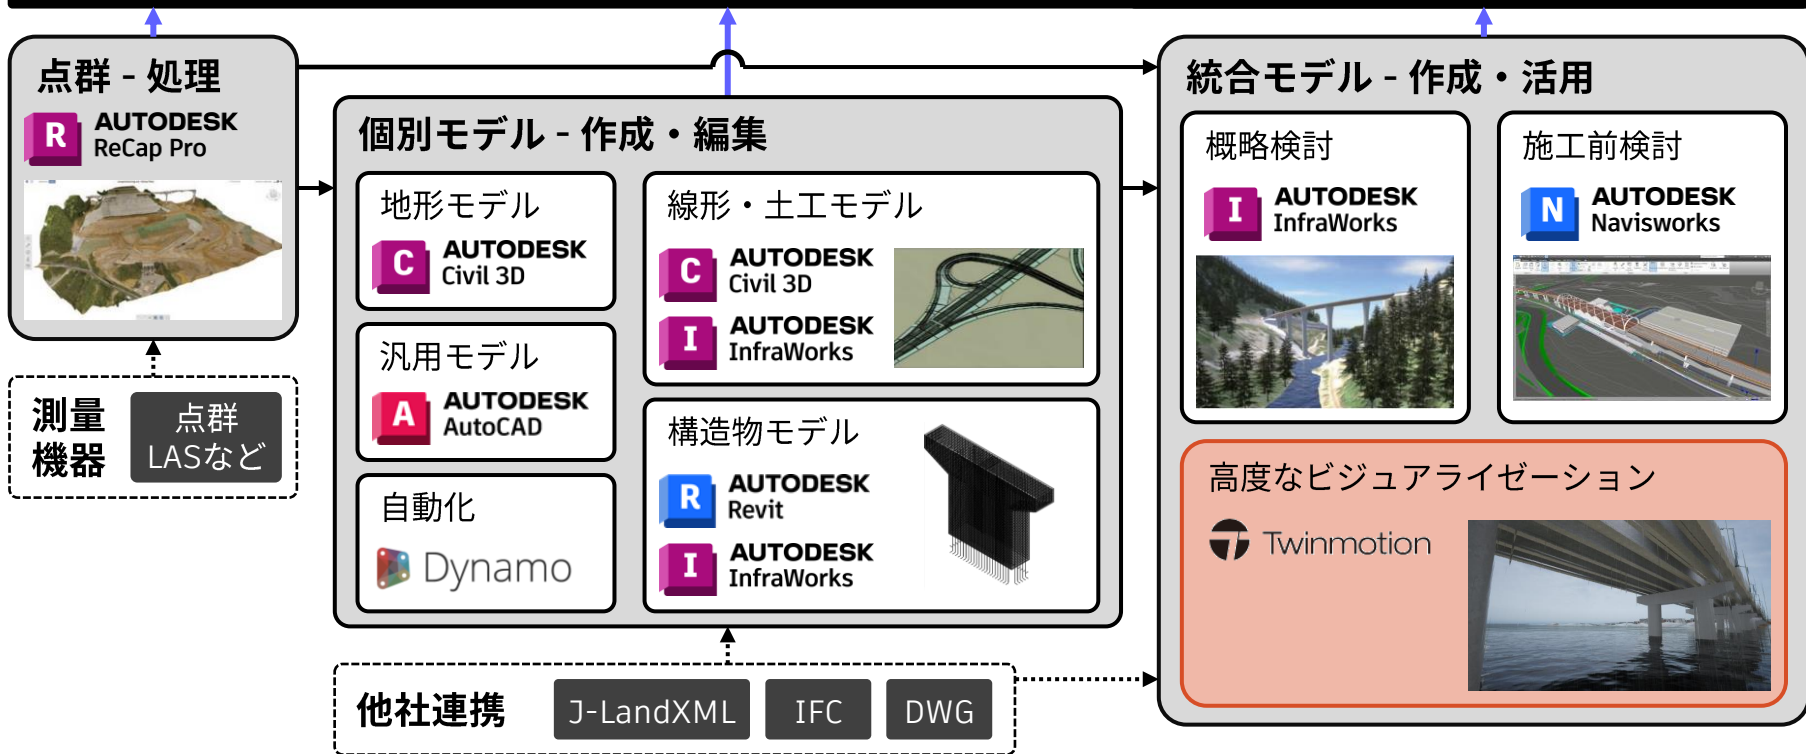 点群 - 処理
R
AUTODESK
ReCap Pro
測量
機器
点群
LASなど
個別モデル - 作成・編集
地形モデル
C
AUTODESK
Civil 3D
汎用モデル
A
AUTODESK
AutoCAD
自動化
Dynamo
線形・土工モデル
C
AUTODESK
Civil 3D
I
AUTODESK
InfraWorks
構造物モデル
R
AUTODESK
Revit
I
AUTODESK
InfraWorks
他社連携
J-LandXML
IFC
DWG
統合モデル - 作成・活用
概略検討
I
AUTODESK
InfraWorks
施工前検討
N
AUTODESK
Navisworks
高度なビジュアライゼーション
Twinmotion